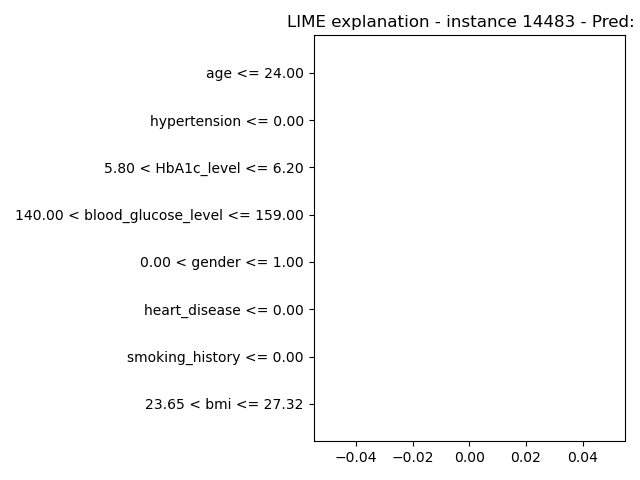 LIME explanation - instance 14483 - Pred:
age <= 24.00
hypertension <= 0.00
5.80 < HbA1c_level <= 6.20
140.00 < blood_glucose_level <= 159.00
0.00 < gender <= 1.00
heart_disease <= 0.00
smoking_history <= 0.00
23.65 < bmi <= 27.32
−0.04 −0.02 0.00 0.02 0.04